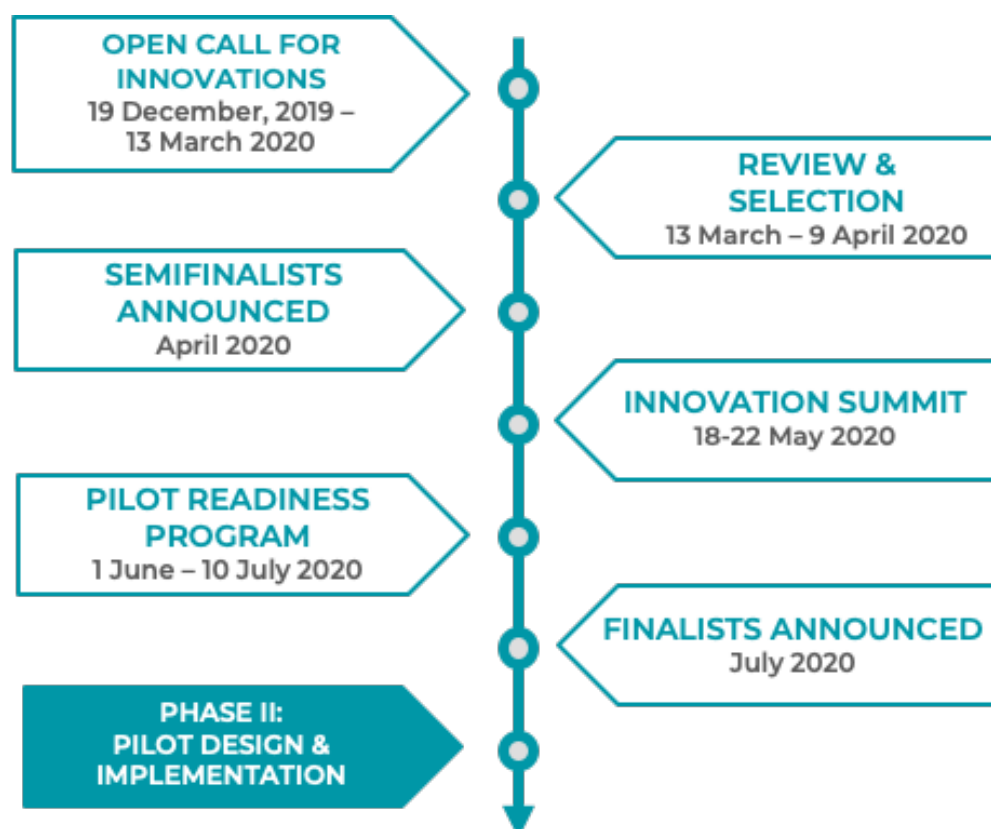 OPEN CALL FOR
INNOVATIONS
19 December, 2019 –
13 March 2020
REVIEW &
SELECTION
13 March – 9 April 2020
SEMIFINALISTS
ANNOUNCED
April 2020
INNOVATION SUMMIT
18-22 May 2020
PILOT READINESS
PROGRAM
1 June – 10 July 2020
FINALISTS ANNOUNCED
July 2020
PHASE II:
PILOT DESIGN &
IMPLEMENTATION